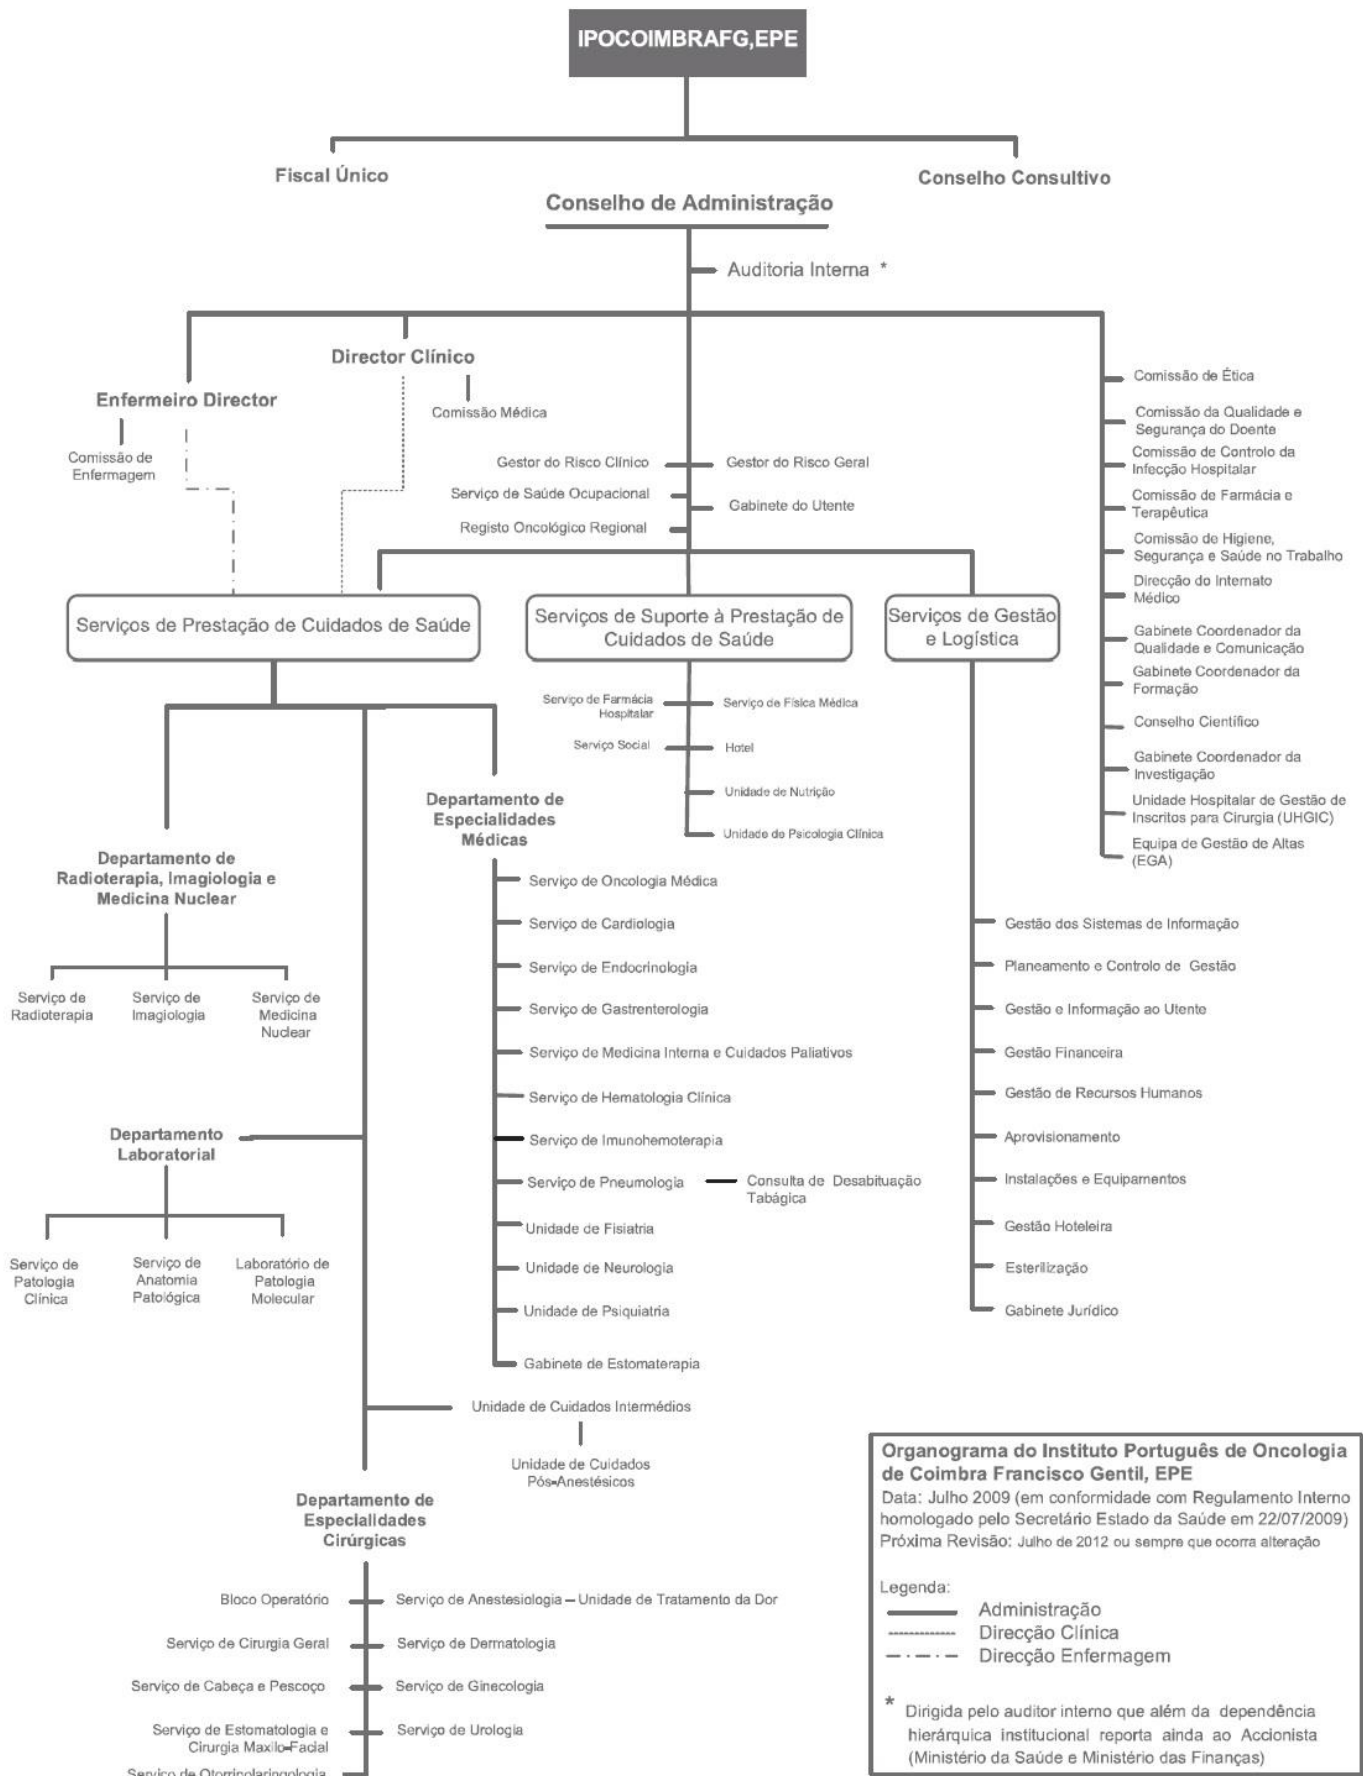 IPOCOIMBRAFG,EPE
Fiscal Único
Conselho Consultivo
Conselho de Administração
Auditoria Interna *
Director Clínico
Comissão Médica
Enfermeiro Director
Comissão de
Enfermagem
Gestor do Risco Clínico
Gestor do Risco Geral
Serviço de Saúde Ocupacional
Gabinete do Utente
Registo Oncológico Regional
Comissão de Ética
Comissão da Qualidade e
Segurança do Doente
Comissão de Controlo da
Infecção Hospitalar
Comissão de Farmácia e
Terapêutica
Comissão de Higiene,
Segurança e Saúde no Trabalho
Direcção do Internato
Médico
Gabinete Coordenador da
Qualidade e Comunicação
Gabinete Coordenador da
Formação
Conselho Científico
Gabinete Coordenador da
Investigação
Unidade Hospitalar de Gestão de
Inscritos para Cirurgia (UHGIC)
Equipa de Gestão de Altas
(EGA)
Serviços de Prestação de Cuidados de Saúde
Serviços de Suporte à Prestação de
Cuidados de Saúde
Serviços de Gestão
e Logística
Serviço de Farmácia
Hospitalar
Serviço de Física Médica
Serviço Social
Hotel
Unidade de Nutrição
Unidade de Psicologia Clínica
Departamento de
Radioterapia, Imagiologia e
Medicina Nuclear
Serviço de
Radioterapia
Serviço de
Imagiologia
Serviço de
Medicina
Nuclear
Departamento
Laboratorial
Serviço de
Patologia
Clínica
Serviço de
Anatomia
Patológica
Laboratório de
Patologia
Molecular
Departamento de
Especialidades
Médicas
Serviço de Oncologia Médica
Serviço de Cardiologia
Serviço de Endocrinologia
Serviço de Gastrenterologia
Serviço de Medicina Interna e Cuidados Paliativos
Serviço de Hematologia Clínica
Serviço de Imunohemoterapia
Serviço de Pneumologia
Consulta de Desabituação
Tabágica
Unidade de Fisiatria
Unidade de Neurologia
Unidade de Psiquiatria
Gabinete de Estomaterapia
Gestão dos Sistemas de Informação
Planeamento e Controlo de Gestão
Gestão e Informação ao Utente
Gestão Financeira
Gestão de Recursos Humanos
Aprovisionamento
Instalações e Equipamentos
Gestão Hoteleira
Esterilização
Gabinete Jurídico
Unidade de Cuidados Intermédios
Unidade de Cuidados
Pós-Anestésicos
Departamento de
Especialidades
Cirúrgicas
Bloco Operatório
Serviço de Anestesiologia – Unidade de Tratamento da Dor
Serviço de Cirurgia Geral
Serviço de Dermatologia
Serviço de Cabeça e Pescoço
Serviço de Ginecologia
Serviço de Estomatologia e
Cirurgia Maxilo-Facial
Serviço de Urologia
Serviço de Otorrinolaringologia
Organograma do Instituto Português de Oncologia
de Coimbra Francisco Gentil, EPE
Data: Julho 2009 (em conformidade com Regulamento Interno
homologado pelo Secretário Estado da Saúde em 22/07/2009)
Próxima Revisão: Julho de 2012 ou sempre que ocorra alteração
Legenda:
Administração
Direcção Clínica
Direcção Enfermagem
* Dirigida pelo auditor interno que além da dependência
hierárquica institucional reporta ainda ao Accionista
(Ministério da Saúde e Ministério das Finanças)